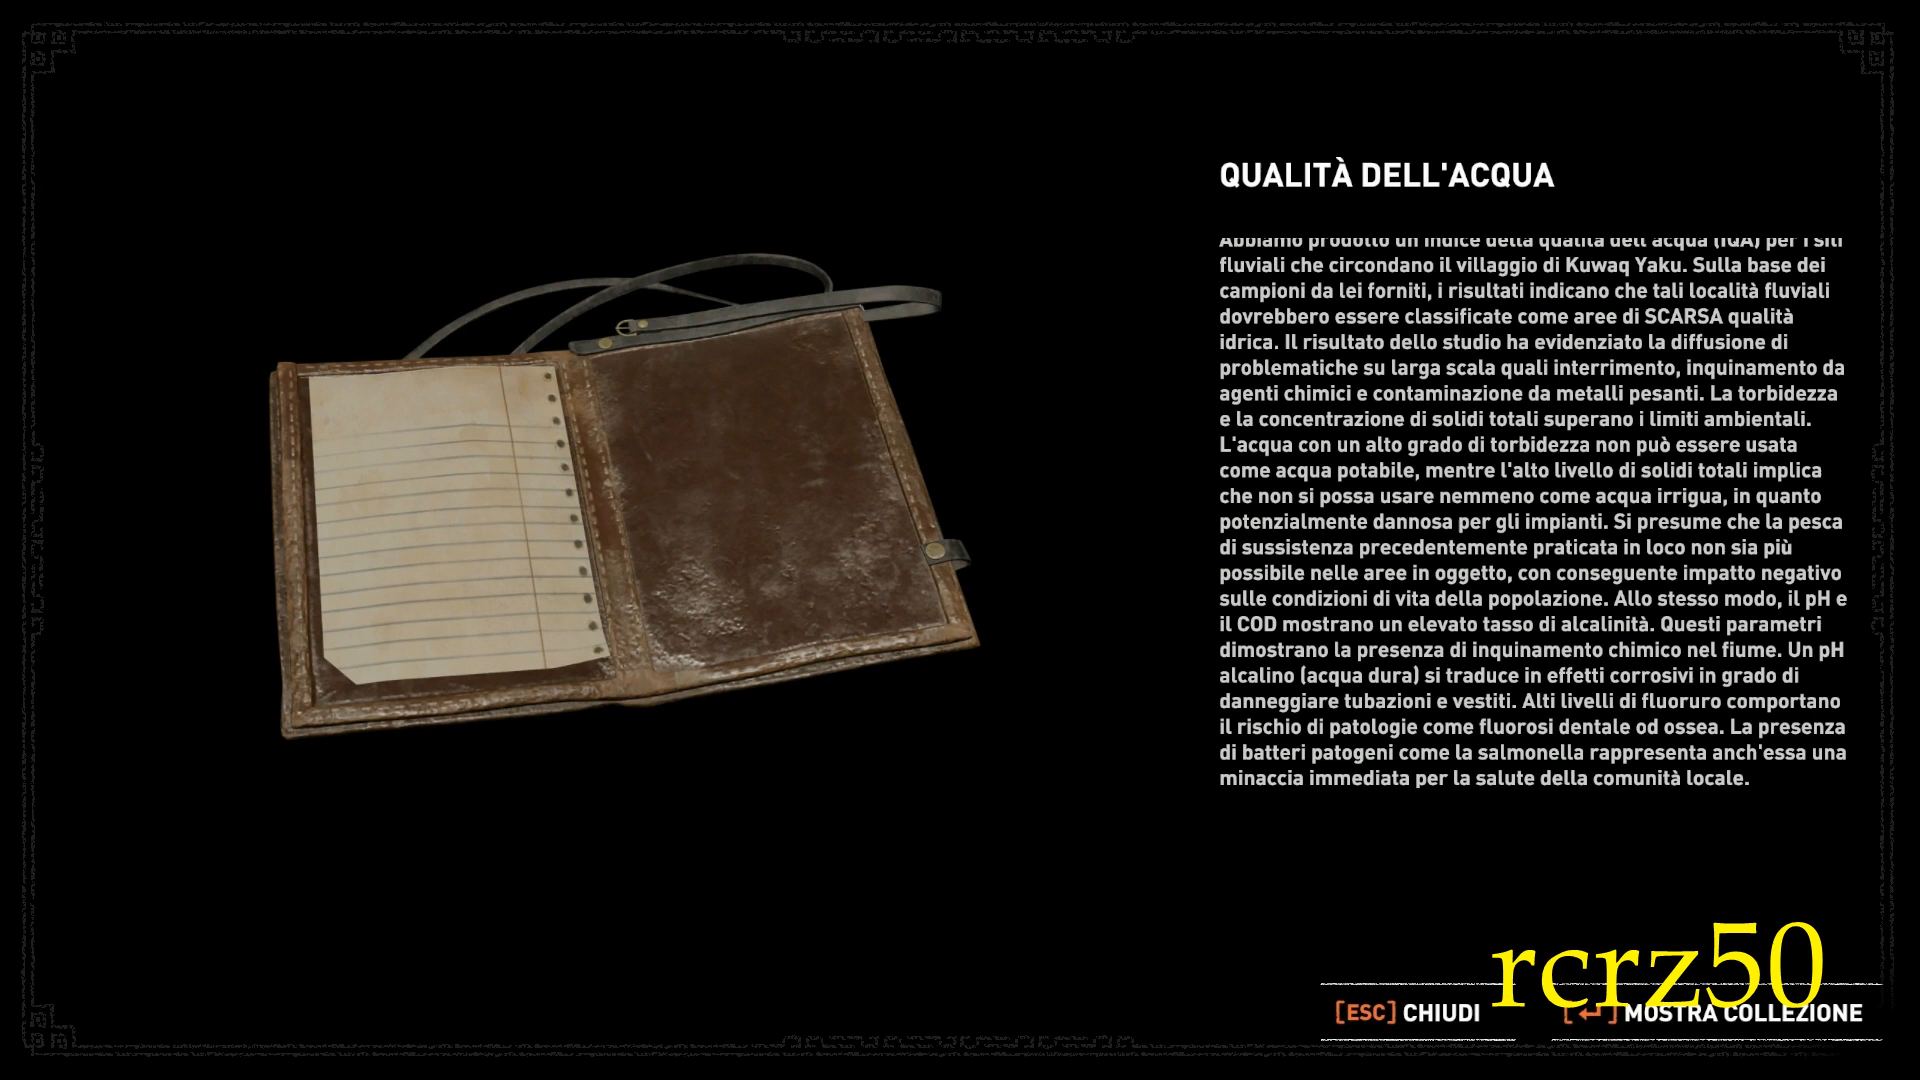 QUALITÀ DELL'ACQUA
Abbiamo prodotto un indice della qualità dell'acqua (IQA) per i siti
fluviali che circondano il villaggio di Kuwaq Yaku. Sulla base dei
campioni da lei forniti, i risultati indicano che tali località fluviali
dovrebbero essere classificate come aree di SCARSA qualità
idrica. Il risultato dello studio ha evidenziato la diffusione di
problematiche su larga scala quali interrimento, inquinamento da
agenti chimici e contaminazione da metalli pesanti. La torbidezza
e la concentrazione di solidi totali superano i limiti ambientali.
L'acqua con un alto grado di torbidezza non può essere usata
come acqua potabile, mentre l'alto livello di solidi totali implica
che non si possa usare nemmeno come acqua irrigua, in quanto
potenzialmente dannosa per gli impianti. Si presume che la pesca
di sussistenza precedentemente praticata in loco non sia più
possibile nelle aree in oggetto, con conseguente impatto negativo
sulle condizioni di vita della popolazione. Allo stesso modo, il pH e
il COD mostrano un elevato tasso di alcalinità. Questi parametri
dimostrano la presenza di inquinamento chimico nel fiume. Un pH
alcalino (acqua dura) si traduce in effetti corrosivi in grado di
danneggiare tubazioni e vestiti. Alti livelli di fluoruro comportano
il rischio di patologie come fluorosi dentale od ossea. La presenza
di batteri patogeni come la salmonella rappresenta anch'essa una
minaccia immediata per la salute della comunità locale.
rcrz50
[ESC] CHIUDI [↵] MOSTRA COLLEZIONE